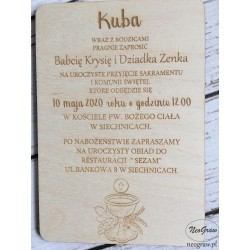 Kuba
WRAZ Z RODZICAMI
PRAGNIE ZAPROSIĆ
Babcię Krysię i Dziadka Zenka
NA UROCZYSTE PRZYJĘCIE SAKRAMENTU
I KOMUNII ŚWIĘTEJ,
KTÓRE ODBĘDZIE SIĘ
10 maja 2020 roku o godzinie 12.00
W KOŚCIELE PW. BOŻEGO CIAŁA
W SIECHNICACH.
PO NABOŻEŃSTWIE ZAPRASZAMY
NA UROCZYSTY OBIAD DO
RESTAURACJI "SEZAM"
UL.BANKOWA 8 W SIECHNICACH.
NeoGraw
neograw.pl